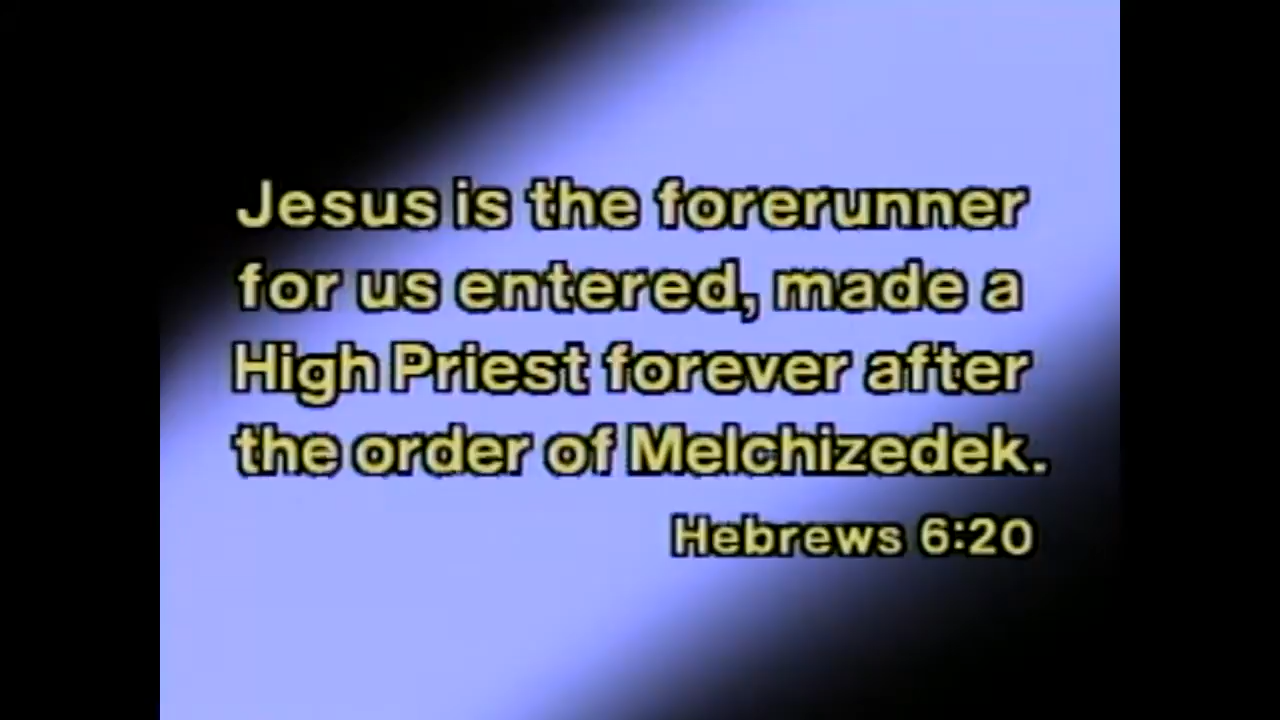 Jesus is the forerunner
for us entered, made a
High Priest forever after
the order of Melchizedek.
Hebrews 6:20